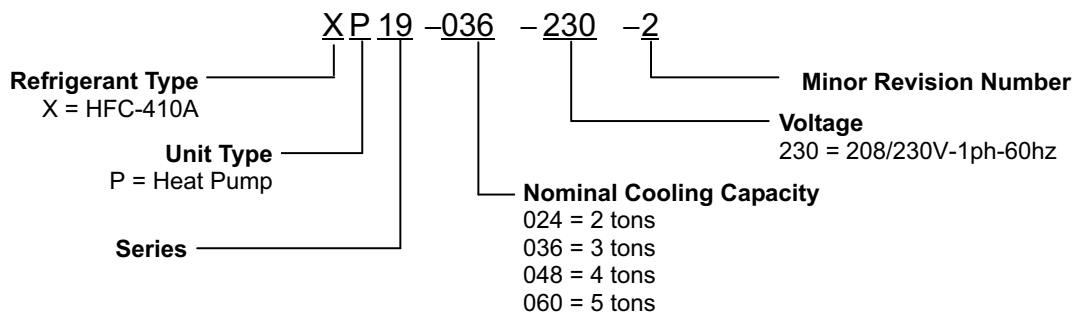 XP19 –036 –230 –2
Refrigerant Type
X = HFC-410A
Minor Revision Number
Voltage
230 = 208/230V-1ph-60hz
Unit Type
P = Heat Pump
Nominal Cooling Capacity
024 = 2 tons
036 = 3 tons
048 = 4 tons
060 = 5 tons
Series